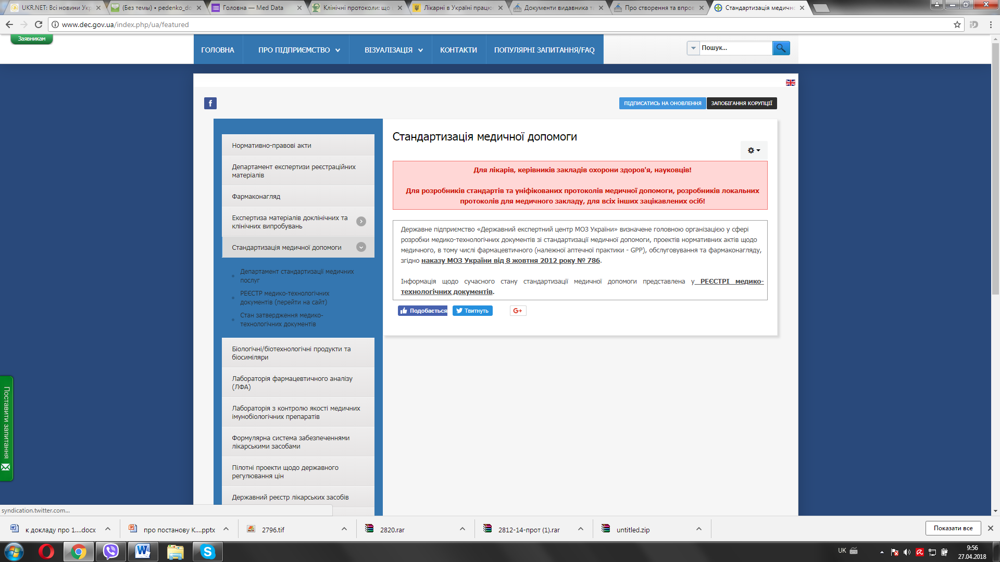 UKR.NET: Всі новини Укр
(Без темы) • pedenko_do
Головна — Med Data
Клінічні протоколи: що
Лікарні в Україні працю
Документи видавника та
Про створення та впров
Стандартизація медично
www.dec.gov.ua/index.php/ua/featured
Заявникам
ГОЛОВНА
ПРО ПІДПРИЄМСТВО
ВІЗУАЛІЗАЦІЯ
КОНТАКТИ
ПОПУЛЯРНІ ЗАПИТАННЯ/FAQ
Пошук...
ПІДПИСАТИСЬ НА ОНОВЛЕННЯ
ЗАПОБІГАННЯ КОРУПЦІЇ
Нормативно-правові акти
Департамент експертизи реєстраційних
матеріалів
Фармаконагляд
Експертиза матеріалів доклінічних та
клінічних випробувань
Стандартизація медичної допомоги
Департамент стандартизації медичних
послуг
РЕЄСТР медико-технологічних
документів (перейти на сайт)
Стан затвердження медико-
технологічних документів
Біологічні/біотехнологічні продукти та
біосиміляри
Лабораторія фармацевтичного аналізу
(ЛФА)
Лабораторія з контролю якості медичних
імунобіологічних препаратів
Формулярна система забезпеченнями
лікарськими засобами
Пілотні проекти щодо державного
регулювання цін
Державний реєстр лікарських засобів
Стандартизація медичної допомоги
Для лікарів, керівників закладів охорони здоров'я, науковців!
Для розробників стандартів та уніфікованих протоколів медичної допомоги, розробників локальних
протоколів для медичного закладу, для всіх інших зацікавлених осіб!
Державне підприємство «Державний експертний центр МОЗ України» визначене головною організацією у сфері
розробки медико-технологічних документів зі стандартизації медичної допомоги, проектів нормативних актів щодо
медичного, в тому числі фармацевтичного (належної аптечної практики - GPP), обслуговування та фармаконагляду,
згідно наказу МОЗ України від 8 жовтня 2012 року № 786.
Інформація щодо сучасного стану стандартизації медичної допомоги представлена у РЕЄСТРІ медико-
технологічних документів.
Подобається
Твитнуть
G+
Поставити запитання
syndication.twitter.com...
к докладу про 1....docx
про постанову К....pptx
2796.tif
2820.rar
2812-14-прот (1).rar
untitled.zip
Показати все
UK
9:56
27.04.2018